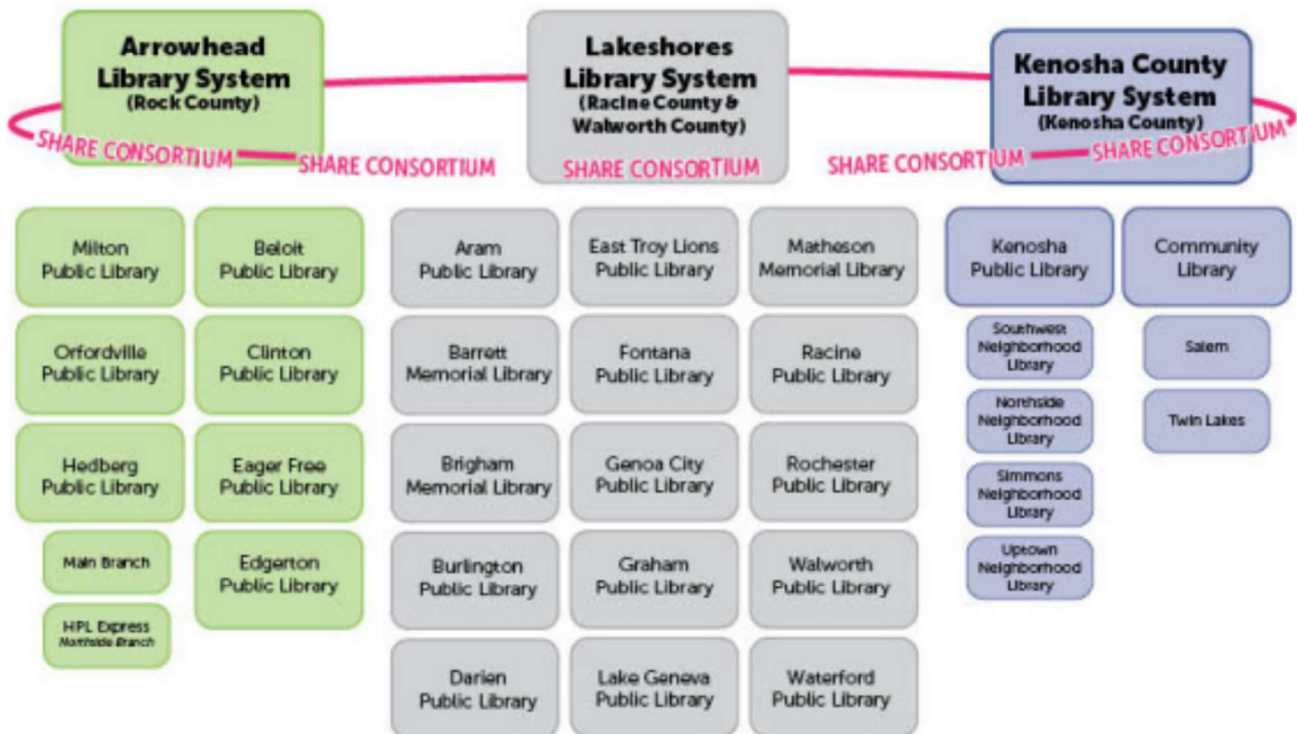 Arrowhead
Library System
(Rock County)
Lakeshores
Library System
(Racine County &
Walworth County)
Kenosha County
Library System
(Kenosha County)
SHARE CONSORTIUM
SHARE CONSORTIUM
SHARE CONSORTIUM
SHARE CONSORTIUM
SHARE CONSORTIUM
Milton
Public Library
Beloit
Public Library
Orfordville
Public Library
Clinton
Public Library
Hedberg
Public Library
Eager Free
Public Library
Main Branch
HPL Express
Northside Branch
Edgerton
Public Library
Aram
Public Library
East Troy Lions
Public Library
Matheson
Memorial Library
Barrett
Memorial Library
Fontana
Public Library
Racine
Public Library
Brigham
Memorial Library
Genoa City
Public Library
Rochester
Public Library
Burlington
Public Library
Graham
Public Library
Walworth
Public Library
Darien
Public Library
Lake Geneva
Public Library
Waterford
Public Library
Kenosha
Public Library
Community
Library
Southwest
Neighborhood
Library
Salem
Northside
Neighborhood
Library
Twin Lakes
Simmons
Neighborhood
Library
Uptown
Neighborhood
Library